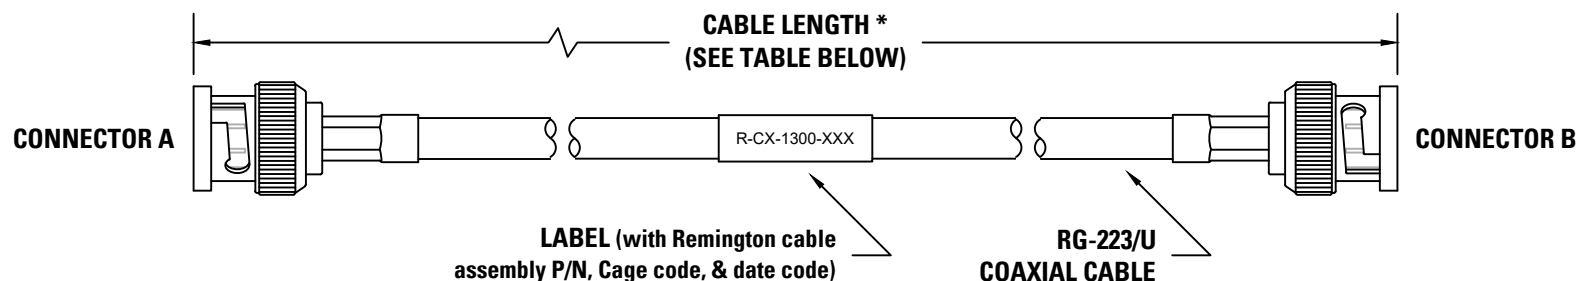 CABLE LENGTH *
(SEE TABLE BELOW)
CONNECTOR A
R-CX-1300-XXX
CONNECTOR B
LABEL (with Remington cable
assembly P/N, Cage code, & date code)
RG-223/U
COAXIAL CABLE